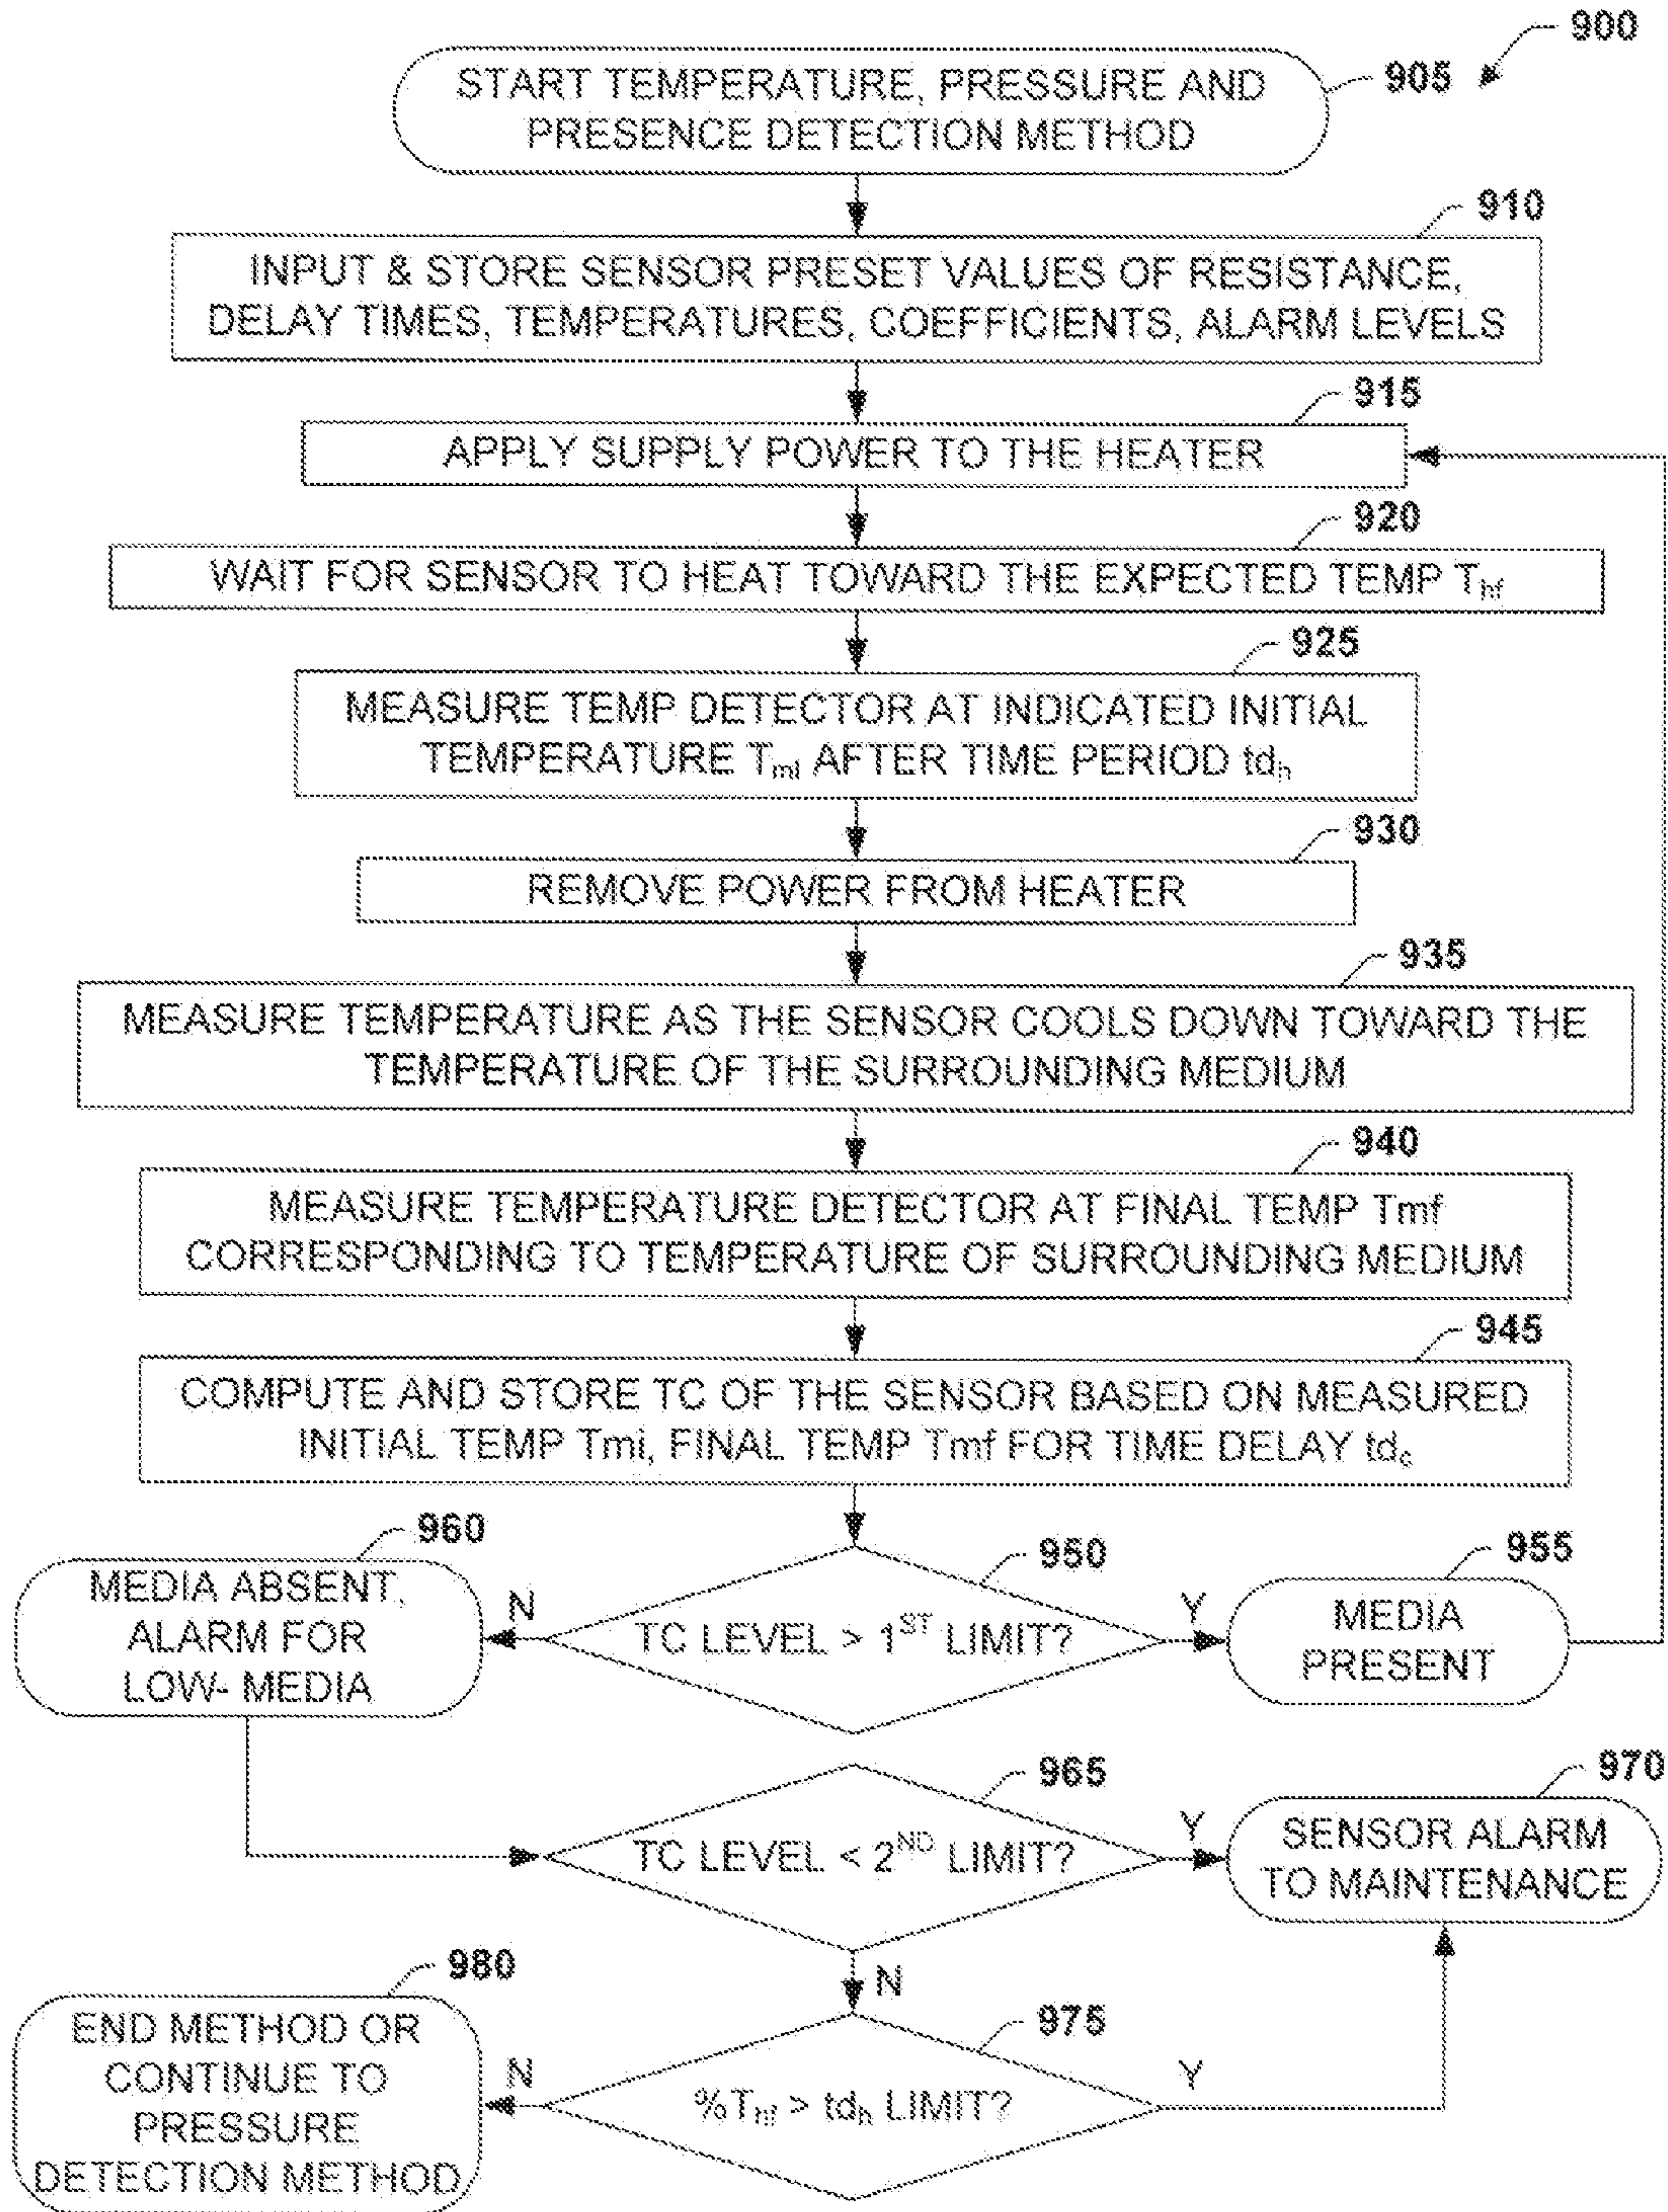 900
START TEMPERATURE, PRESSURE AND
PRESENCE DETECTION METHOD
905
910
INPUT & STORE SENSOR PRESET VALUES OF RESISTANCE,
DELAY TIMES, TEMPERATURES, COEFFICIENTS, ALARM LEVELS
915
APPLY SUPPLY POWER TO THE HEATER
920
WAIT FOR SENSOR TO HEAT TOWARD THE EXPECTED TEMP Thf
925
MEASURE TEMP DETECTOR AT INDICATED INITIAL
TEMPERATURE Tmi AFTER TIME PERIOD tdh
930
REMOVE POWER FROM HEATER
935
MEASURE TEMPERATURE AS THE SENSOR COOLS DOWN TOWARD THE
TEMPERATURE OF THE SURROUNDING MEDIUM
940
MEASURE TEMPERATURE DETECTOR AT FINAL TEMP Tmf
CORRESPONDING TO TEMPERATURE OF SURROUNDING MEDIUM
945
COMPUTE AND STORE TC OF THE SENSOR BASED ON MEASURED
INITIAL TEMP Tmi, FINAL TEMP Tmf FOR TIME DELAY tdc
950
TC LEVEL > 1ST LIMIT?
Y
955
MEDIA
PRESENT
N
960
MEDIA ABSENT,
ALARM FOR
LOW- MEDIA
965
TC LEVEL < 2ND LIMIT?
Y
970
SENSOR ALARM
TO MAINTENANCE
N
975
%Thf > tdh LIMIT?
Y
N
980
END METHOD OR
CONTINUE TO
PRESSURE
DETECTION METHOD